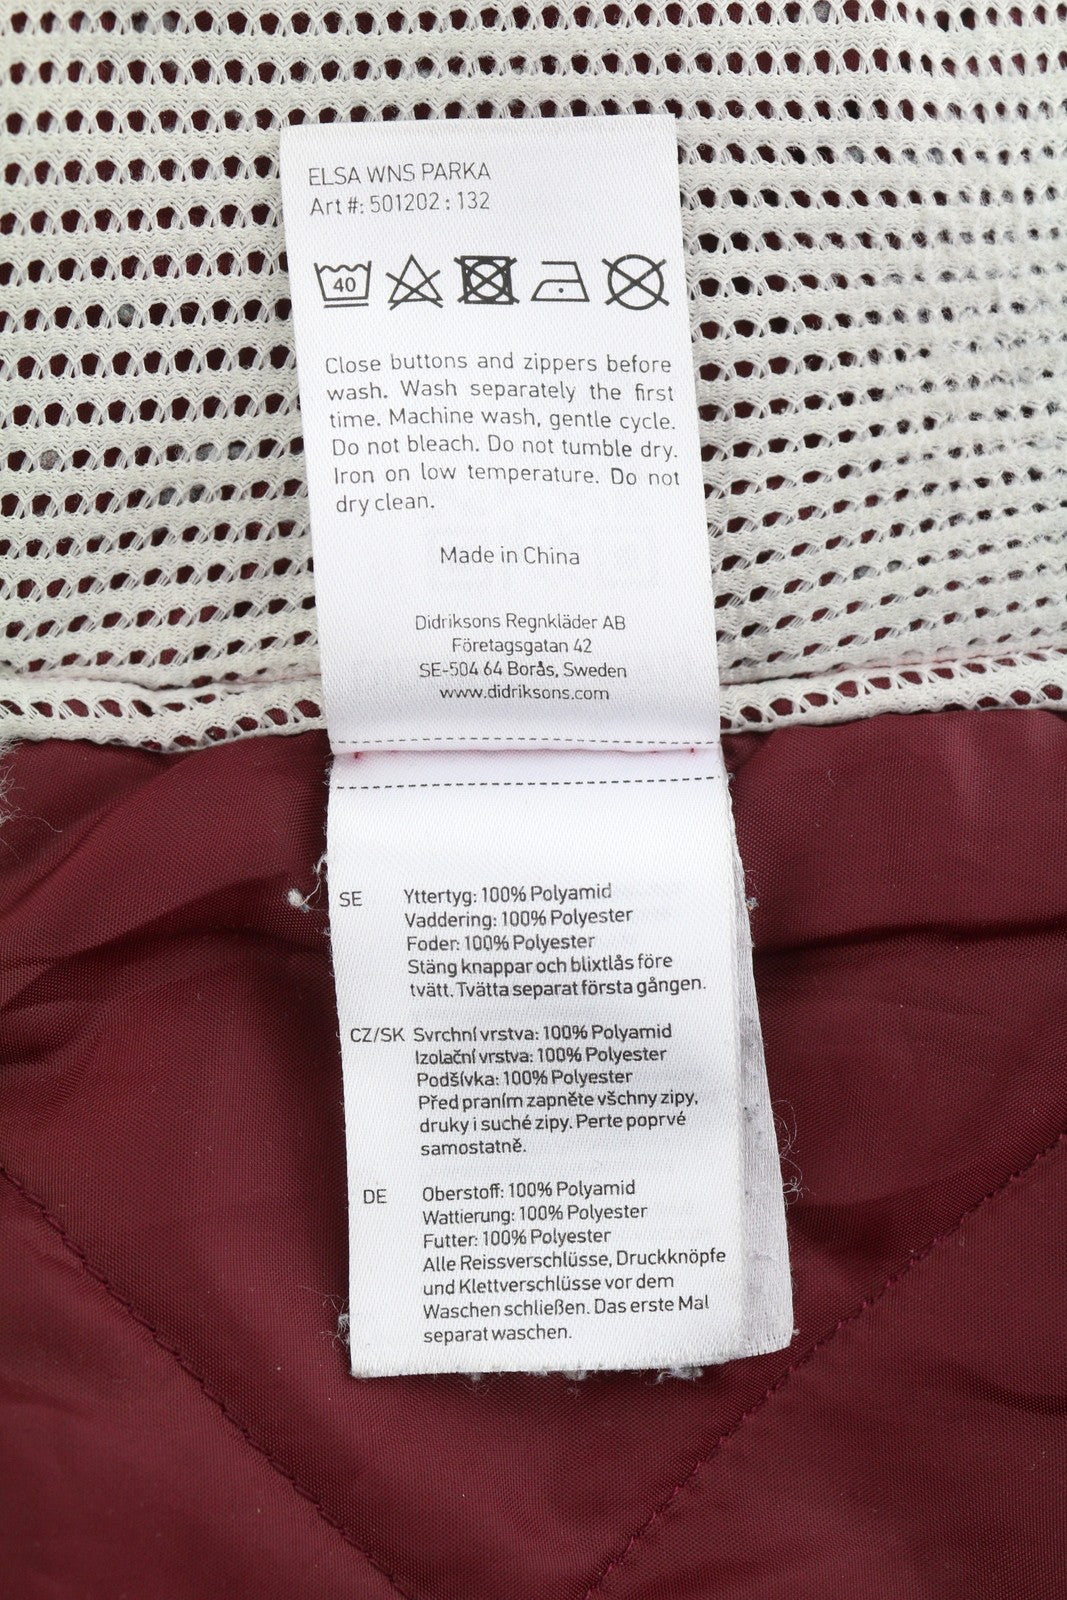 ELSA WNS PARKA
Art #: 501202 : 132
40
Close buttons and zippers before
wash. Wash separately the first
time. Machine wash, gentle cycle.
Do not bleach. Do not tumble dry.
Iron on low temperature. Do not
dry clean.
Made in China
Didriksons Regnkläder AB
Företagsgatan 42
SE-504 64 Borås, Sweden
www.didriksons.com
SE Yttertyg: 100% Polyamid
Vaddering: 100% Polyester
Foder: 100% Polyester
Stäng knappar och blixtlås före
tvätt. Tvätta separat första gången.
CZ/SK Svrchní vrstva: 100% Polyamid
Izolační vrstva: 100% Polyester
Podšívka: 100% Polyester
Před praním zapněte všchny zipy,
druky i suché zipy. Perte poprvé
samostatně.
DE Oberstoff: 100% Polyamid
Wattierung: 100% Polyester
Futter: 100% Polyester
Alle Reissverschlüsse, Druckknöpfe
und Klettverschlüsse vor dem
Waschen schließen. Das erste Mal
separat waschen.